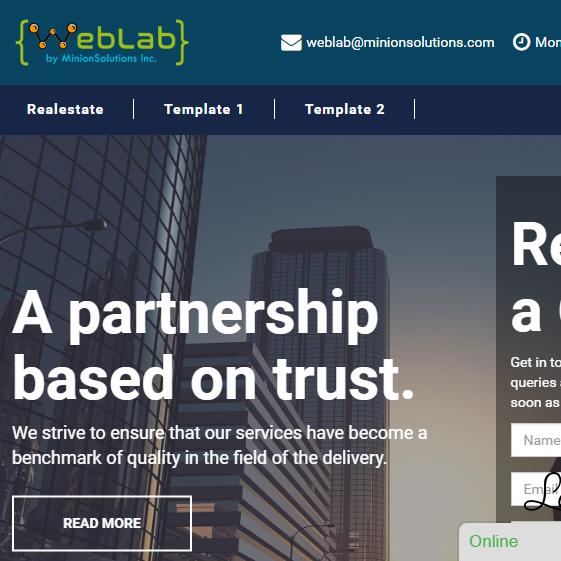 {WebLab}
by MinionSolutions Inc.
weblab@minionsolutions.com
Mon
Realestate
Template 1
Template 2
A partnership
based on trust.
We strive to ensure that our services have become a
benchmark of quality in the field of the delivery.
READ MORE
Re
a
Get in to
queries a
soon as
Name
Email
Online